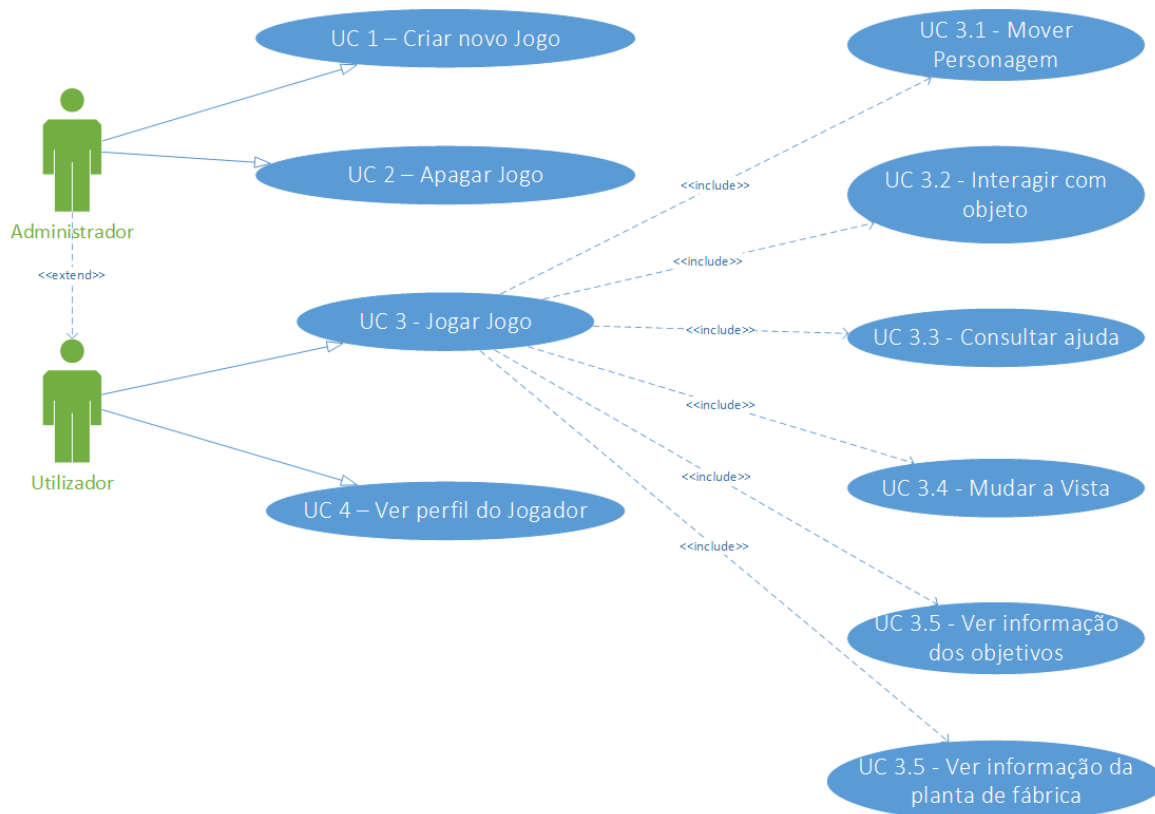 UC 1 – Criar novo Jogo
UC 3.1 - Mover
Personagem
UC 2 – Apagar Jogo
<<include>>
UC 3.2 - Interagir com
objeto
Administrador
<<extend>>
<<include>>
UC 3 - Jogar Jogo
<<include>>
UC 3.3 - Consultar ajuda
<<include>>
Utilizador
UC 4 – Ver perfil do Jogador
<<include>>
UC 3.4 - Mudar a Vista
<<include>>
UC 3.5 - Ver informação
dos objetivos
UC 3.5 - Ver informação da
planta de fábrica